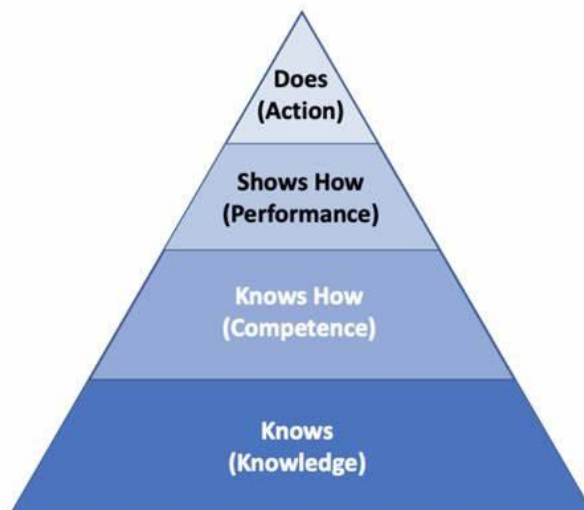 Does
(Action)
Shows How
(Performance)
Knows How
(Competence)
Knows
(Knowledge)